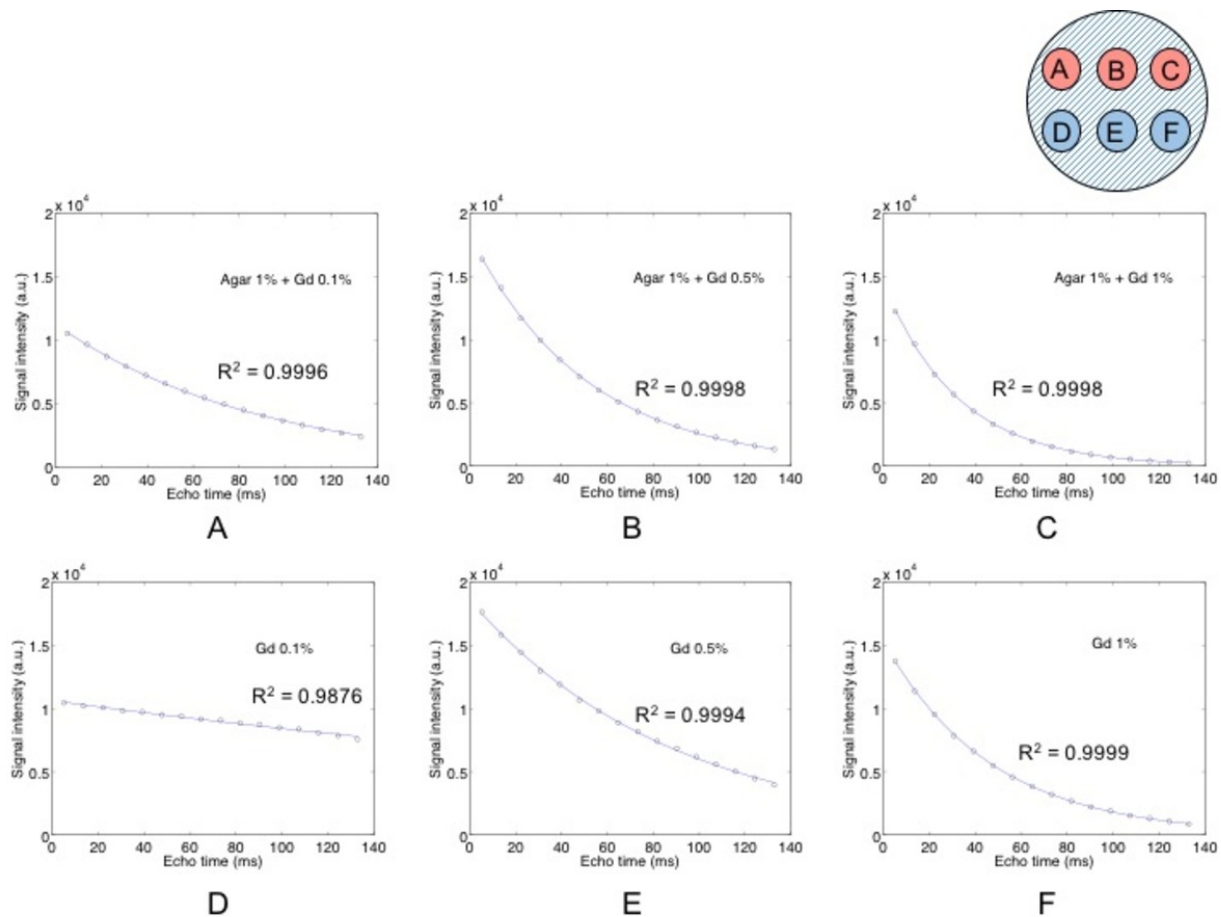 A B C
D E F
x 10^4
2
1.5
1
0.5
0
0 20 40 60 80 100 120 140
Signal intensity (a.u.)
Echo time (ms)
Agar 1% + Gd 0.1%
R² = 0.9996
A
x 10^4
2
1.5
1
0.5
0
0 20 40 60 80 100 120 140
Signal intensity (a.u.)
Echo time (ms)
Agar 1% + Gd 0.5%
R² = 0.9998
B
x 10^4
2
1.5
1
0.5
0
0 20 40 60 80 100 120 140
Signal intensity (a.u.)
Echo time (ms)
Agar 1% + Gd 1%
R² = 0.9998
C
x 10^4
2
1.5
1
0.5
0
0 20 40 60 80 100 120 140
Signal intensity (a.u.)
Echo time (ms)
Gd 0.1%
R² = 0.9876
D
x 10^4
2
1.5
1
0.5
0
0 20 40 60 80 100 120 140
Signal intensity (a.u.)
Echo time (ms)
Gd 0.5%
R² = 0.9994
E
x 10^4
2
1.5
1
0.5
0
0 20 40 60 80 100 120 140
Signal intensity (a.u.)
Echo time (ms)
Gd 1%
R² = 0.9999
F